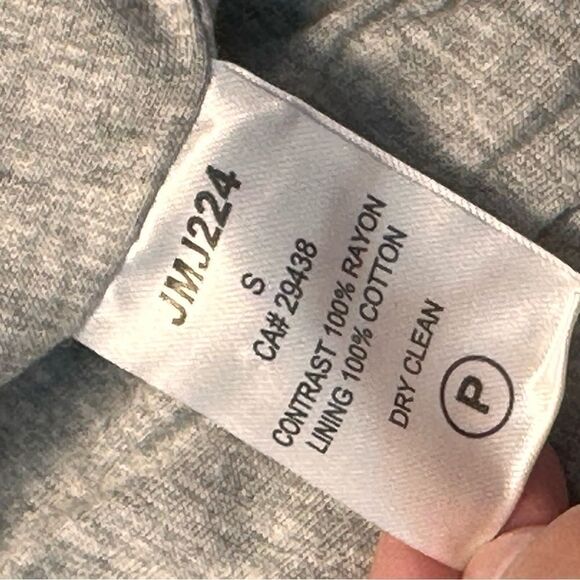 JMJ224
S
CA# 29438
CONTRAST 100% RAYON
LINING 100% COTTON
DRY CLEAN
P